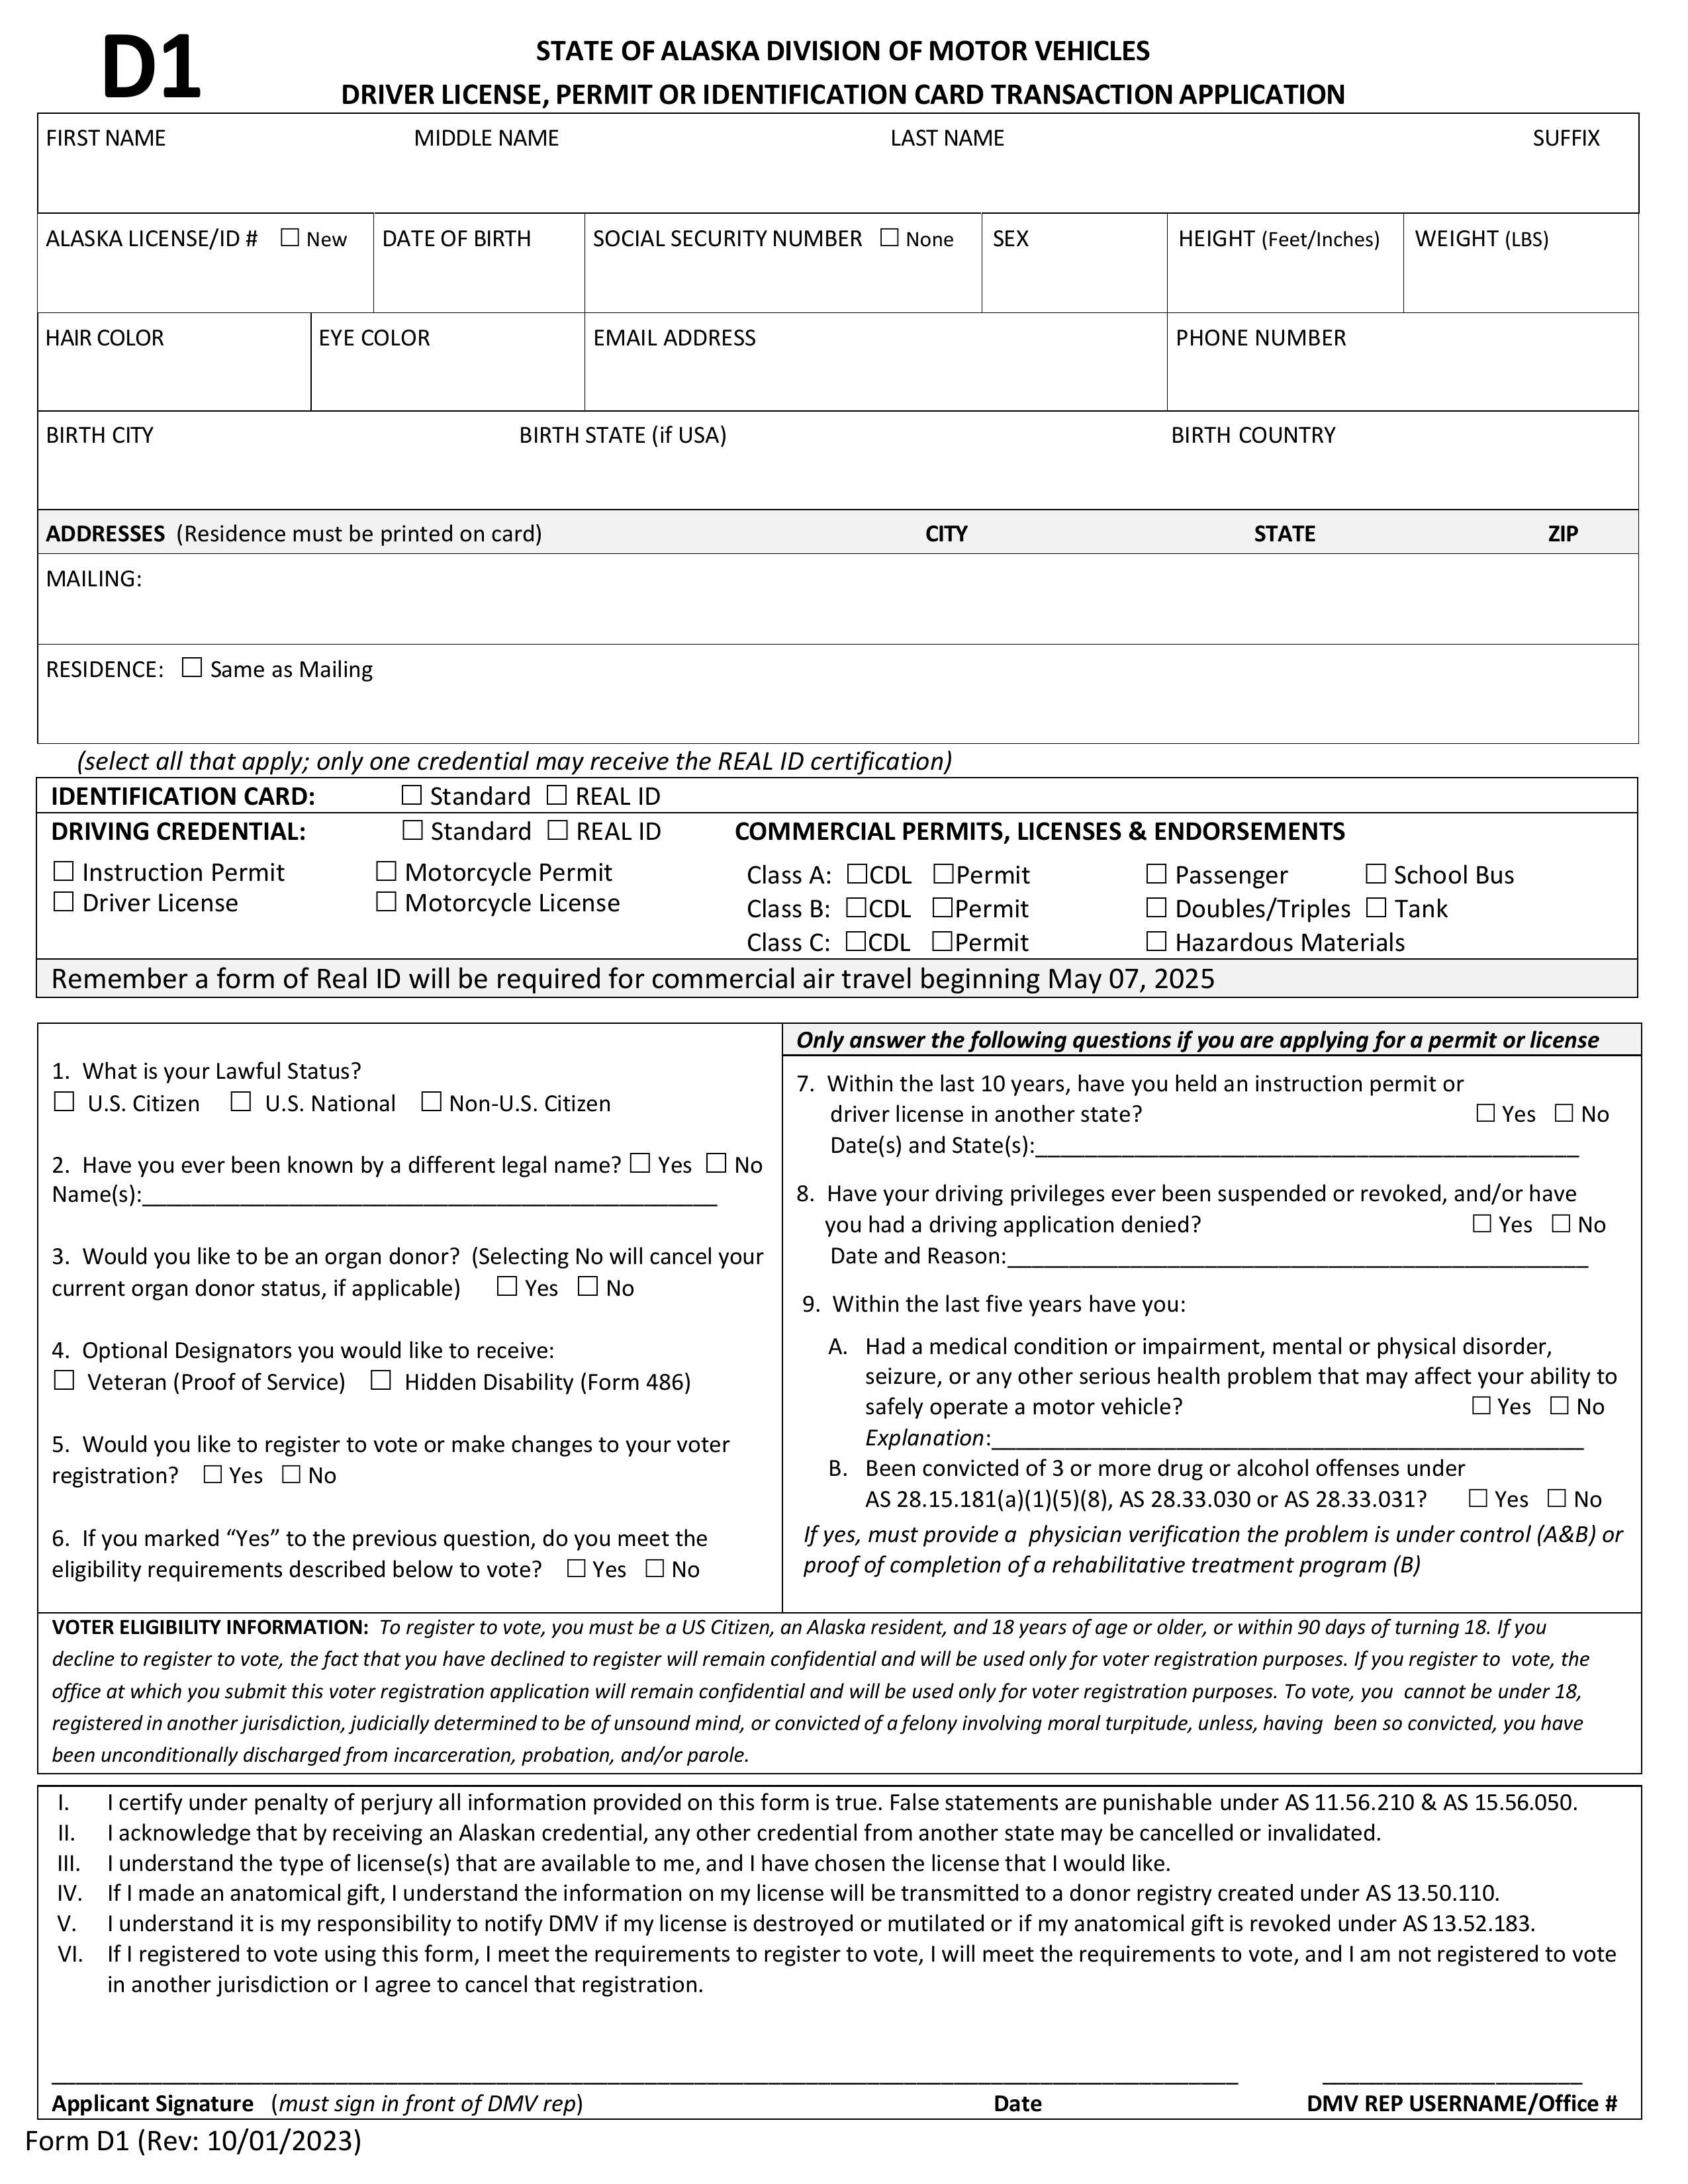 D1
STATE OF ALASKA DIVISION OF MOTOR VEHICLES
DRIVER LICENSE, PERMIT OR IDENTIFICATION CARD TRANSACTION APPLICATION
FIRST NAME MIDDLE NAME LAST NAME SUFFIX
ALASKA LICENSE/ID # ☐ New DATE OF BIRTH SOCIAL SECURITY NUMBER ☐ None SEX HEIGHT (Feet/Inches) WEIGHT (LBS)
HAIR COLOR EYE COLOR EMAIL ADDRESS PHONE NUMBER
BIRTH CITY BIRTH STATE (if USA) BIRTH COUNTRY
ADDRESSES (Residence must be printed on card) CITY STATE ZIP
MAILING:
RESIDENCE: ☐ Same as Mailing
(select all that apply; only one credential may receive the REAL ID certification)
IDENTIFICATION CARD: ☐ Standard ☐ REAL ID
DRIVING CREDENTIAL: ☐ Standard ☐ REAL ID
☐ Instruction Permit ☐ Motorcycle Permit
☐ Driver License ☐ Motorcycle License
COMMERCIAL PERMITS, LICENSES & ENDORSEMENTS
Class A: ☐CDL ☐Permit ☐ Passenger ☐ School Bus
Class B: ☐CDL ☐Permit ☐ Doubles/Triples ☐ Tank
Class C: ☐CDL ☐Permit ☐ Hazardous Materials
Remember a form of Real ID will be required for commercial air travel beginning May 07, 2025
1. What is your Lawful Status?
☐ U.S. Citizen ☐ U.S. National ☐ Non-U.S. Citizen
2. Have you ever been known by a different legal name? ☐ Yes ☐ No
Name(s):____________________
3. Would you like to be an organ donor? (Selecting No will cancel your
current organ donor status, if applicable) ☐ Yes ☐ No
4. Optional Designators you would like to receive:
☐ Veteran (Proof of Service) ☐ Hidden Disability (Form 486)
5. Would you like to register to vote or make changes to your voter
registration? ☐ Yes ☐ No
6. If you marked “Yes” to the previous question, do you meet the
eligibility requirements described below to vote? ☐ Yes ☐ No
Only answer the following questions if you are applying for a permit or license
7. Within the last 10 years, have you held an instruction permit or
driver license in another state? ☐ Yes ☐ No
Date(s) and State(s):____________________
8. Have your driving privileges ever been suspended or revoked, and/or have
you had a driving application denied? ☐ Yes ☐ No
Date and Reason:____________________
9. Within the last five years have you:
A. Had a medical condition or impairment, mental or physical disorder,
seizure, or any other serious health problem that may affect your ability to
safely operate a motor vehicle? ☐ Yes ☐ No
Explanation:____________________
B. Been convicted of 3 or more drug or alcohol offenses under
AS 28.15.181(a)(1)(5)(8), AS 28.33.030 or AS 28.33.031? ☐ Yes ☐ No
If yes, must provide a physician verification the problem is under control (A&B) or
proof of completion of a rehabilitative treatment program (B)
VOTER ELIGIBILITY INFORMATION: To register to vote, you must be a US Citizen, an Alaska resident, and 18 years of age or older, or within 90 days of turning 18. If you
decline to register to vote, the fact that you have declined to register will remain confidential and will be used only for voter registration purposes. If you register to vote, the
office at which you submit this voter registration application will remain confidential and will be used only for voter registration purposes. To vote, you cannot be under 18,
registered in another jurisdiction, judicially determined to be of unsound mind, or convicted of a felony involving moral turpitude, unless, having been so convicted, you have
been unconditionally discharged from incarceration, probation, and/or parole.
I. I certify under penalty of perjury all information provided on this form is true. False statements are punishable under AS 11.56.210 & AS 15.56.050.
II. I acknowledge that by receiving an Alaskan credential, any other credential from another state may be cancelled or invalidated.
III. I understand the type of license(s) that are available to me, and I have chosen the license that I would like.
IV. If I made an anatomical gift, I understand the information on my license will be transmitted to a donor registry created under AS 13.50.110.
V. I understand it is my responsibility to notify DMV if my license is destroyed or mutilated or if my anatomical gift is revoked under AS 13.52.183.
VI. If I registered to vote using this form, I meet the requirements to register to vote, I will meet the requirements to vote, and I am not registered to vote
in another jurisdiction or I agree to cancel that registration.
Applicant Signature (must sign in front of DMV rep) Date DMV REP USERNAME/Office #
Form D1 (Rev: 10/01/2023)